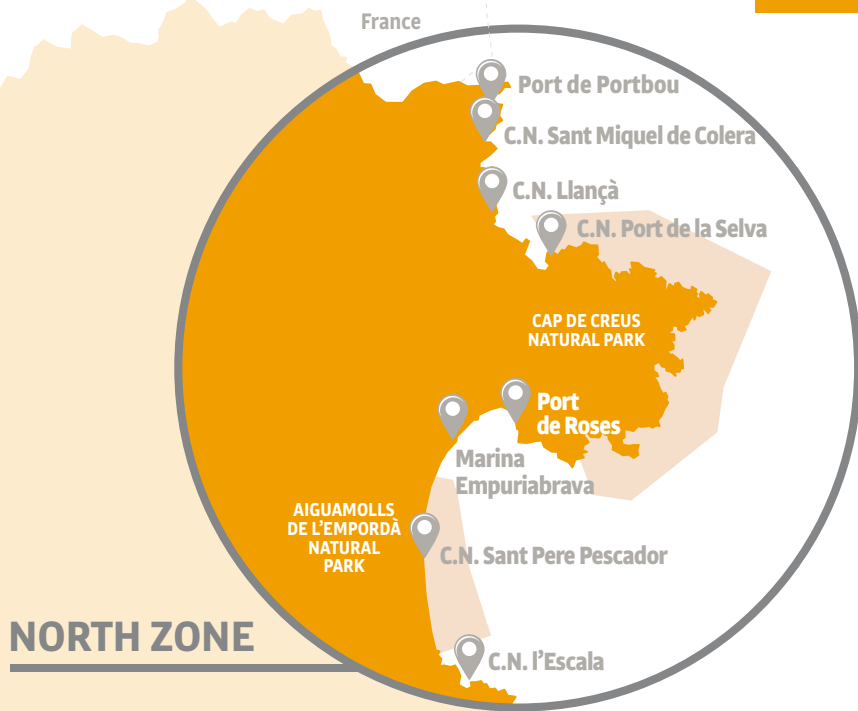 France
Port de Portbou
C.N. Sant Miquel de Colera
C.N. Llançà
C.N. Port de la Selva
CAP DE CREUS
NATURAL PARK
Port
de Roses
Marina
Empuriabrava
AIGUAMOLLS
DE L’EMPORDÀ
NATURAL
PARK
C.N. Sant Pere Pescador
NORTH ZONE
C.N. l’Escala